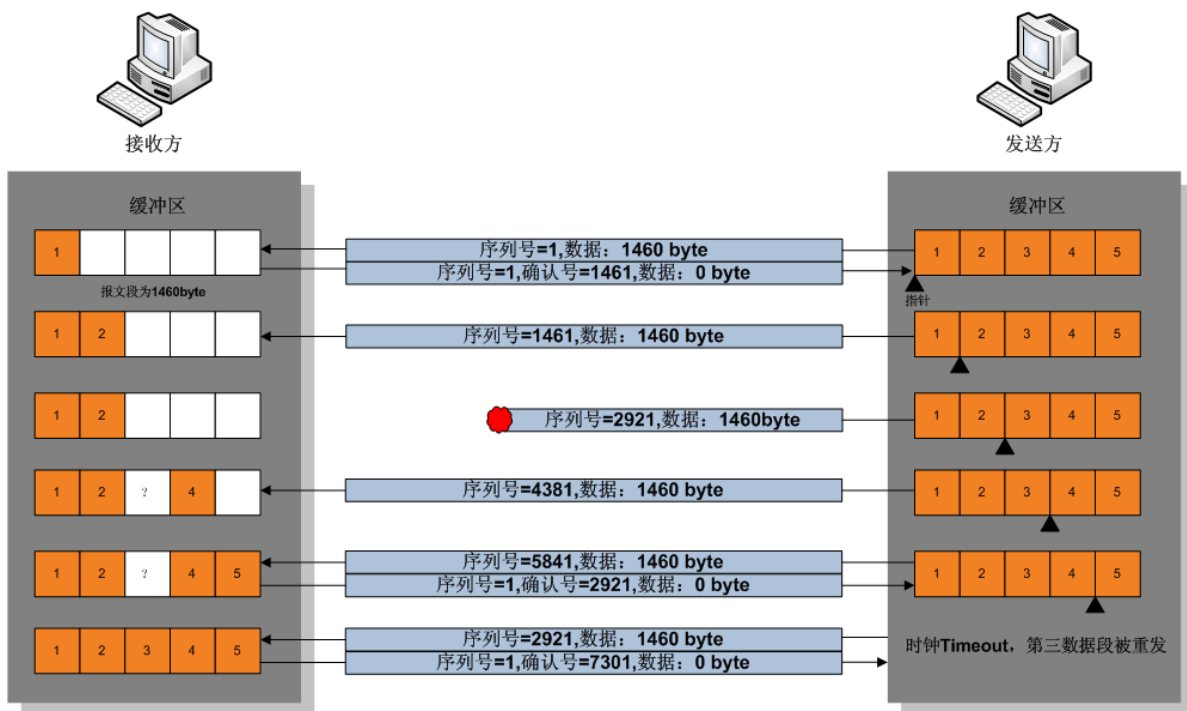 接收方
发送方
缓冲区
缓冲区
1
序列号=1,数据：1460 byte
序列号=1,确认号=1461,数据：0 byte
1 2 3 4 5
报文段为1460byte
指针
1 2
序列号=1461,数据：1460 byte
1 2 3 4 5
1 2
序列号=2921,数据：1460byte
1 2 3 4 5
1 2 ? 4
序列号=4381,数据：1460 byte
1 2 3 4 5
1 2 ? 4 5
序列号=5841,数据：1460 byte
序列号=1,确认号=2921,数据：0 byte
1 2 3 4 5
1 2 3 4 5
序列号=2921,数据：1460 byte
序列号=1,确认号=7301,数据：0 byte
时钟Timeout，第三数据段被重发